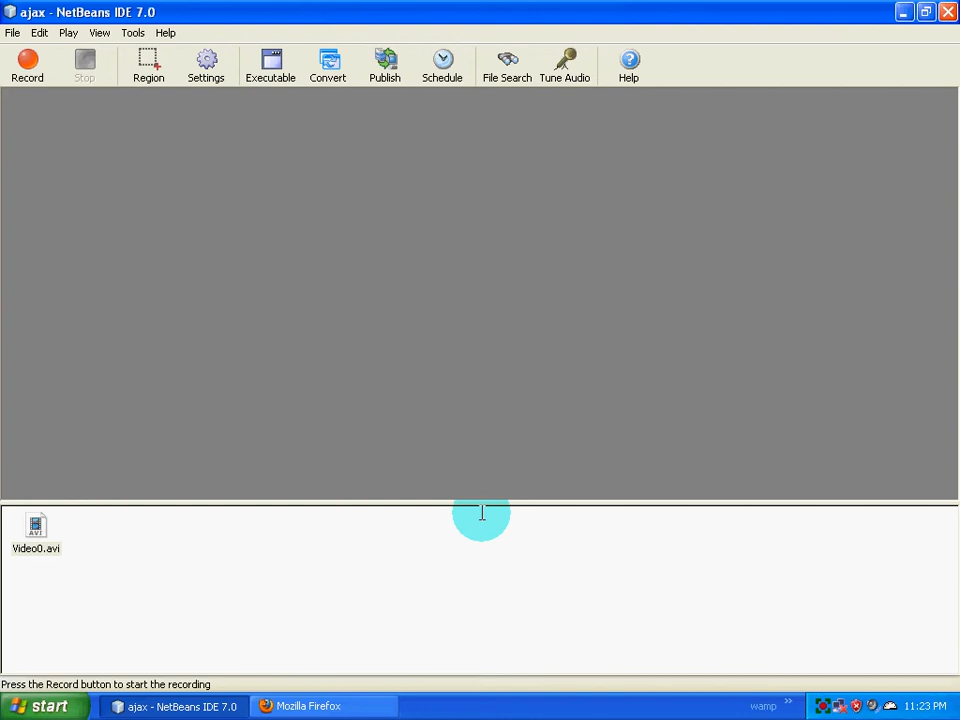 ajax - NetBeans IDE 7.0
File Edit Play View Tools Help
Record Stop Region Settings Executable Convert Publish Schedule File Search Tune Audio Help
AVI
Video0.avi
Press the Record button to start the recording
start ajax - NetBeans IDE 7.0 Mozilla Firefox wamp » 11:23 PM